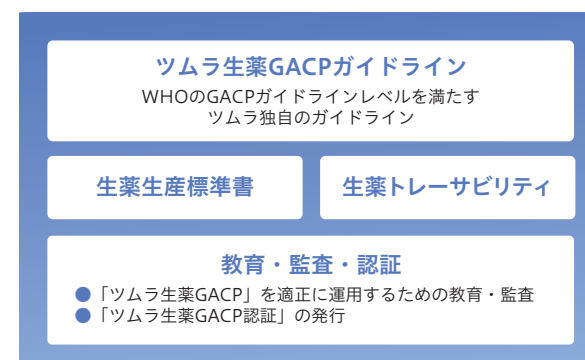 ツムラ生薬GACPガイドライン
WHOのGACPガイドラインレベルを満たす
ツムラ独自のガイドライン
生薬生産標準書
生薬トレーサビリティ
教育・監査・認証
●「ツムラ生薬GACP」を適正に運用するための教育・監査
●「ツムラ生薬GACP認証」の発行